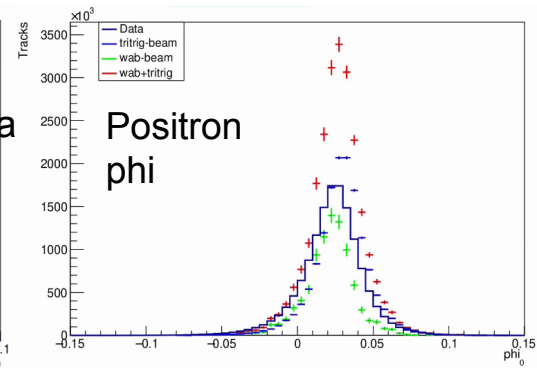 ×10³
Tracks
3500
3000
2500
2000
1500
1000
500
0
Data
tritrig-beam
wab-beam
wab+tritrig
a
Positron
phi
−0.15
−0.1
−0.05
0
0.05
0.1
0.15
phi₀
.1